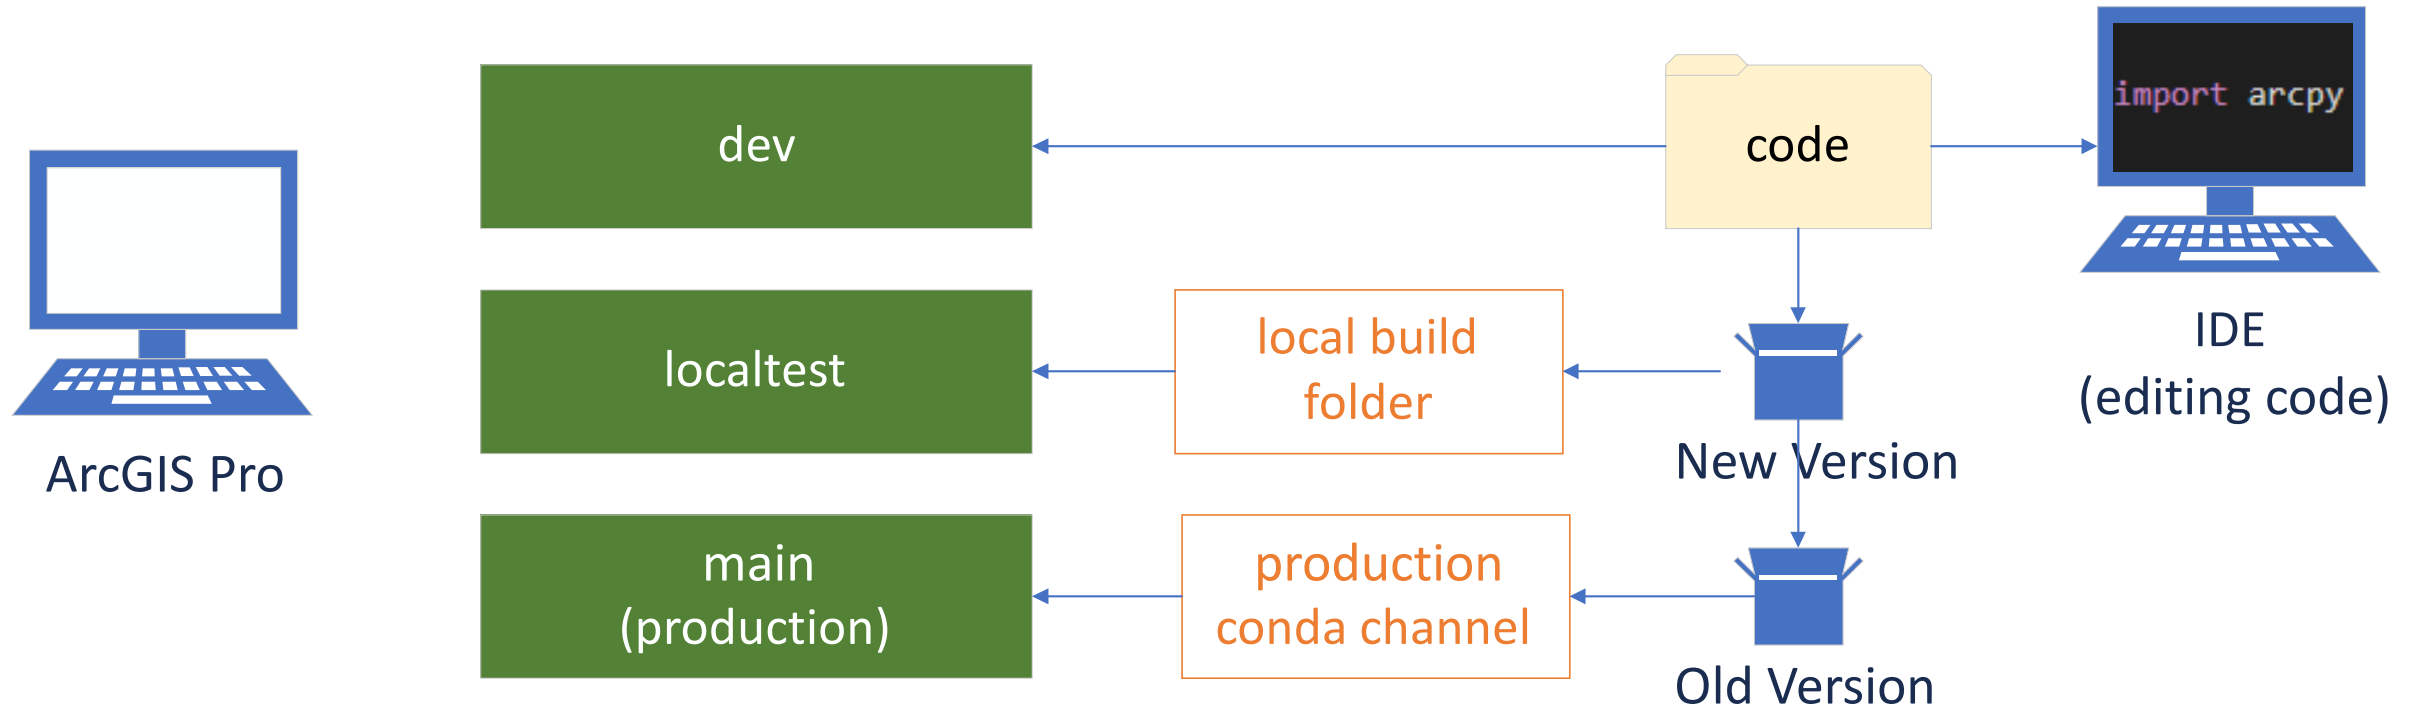 ArcGIS Pro
dev
localtest
main
(production)
local build
folder
production
conda channel
code
New Version
Old Version
import arcpy
IDE
(editing code)